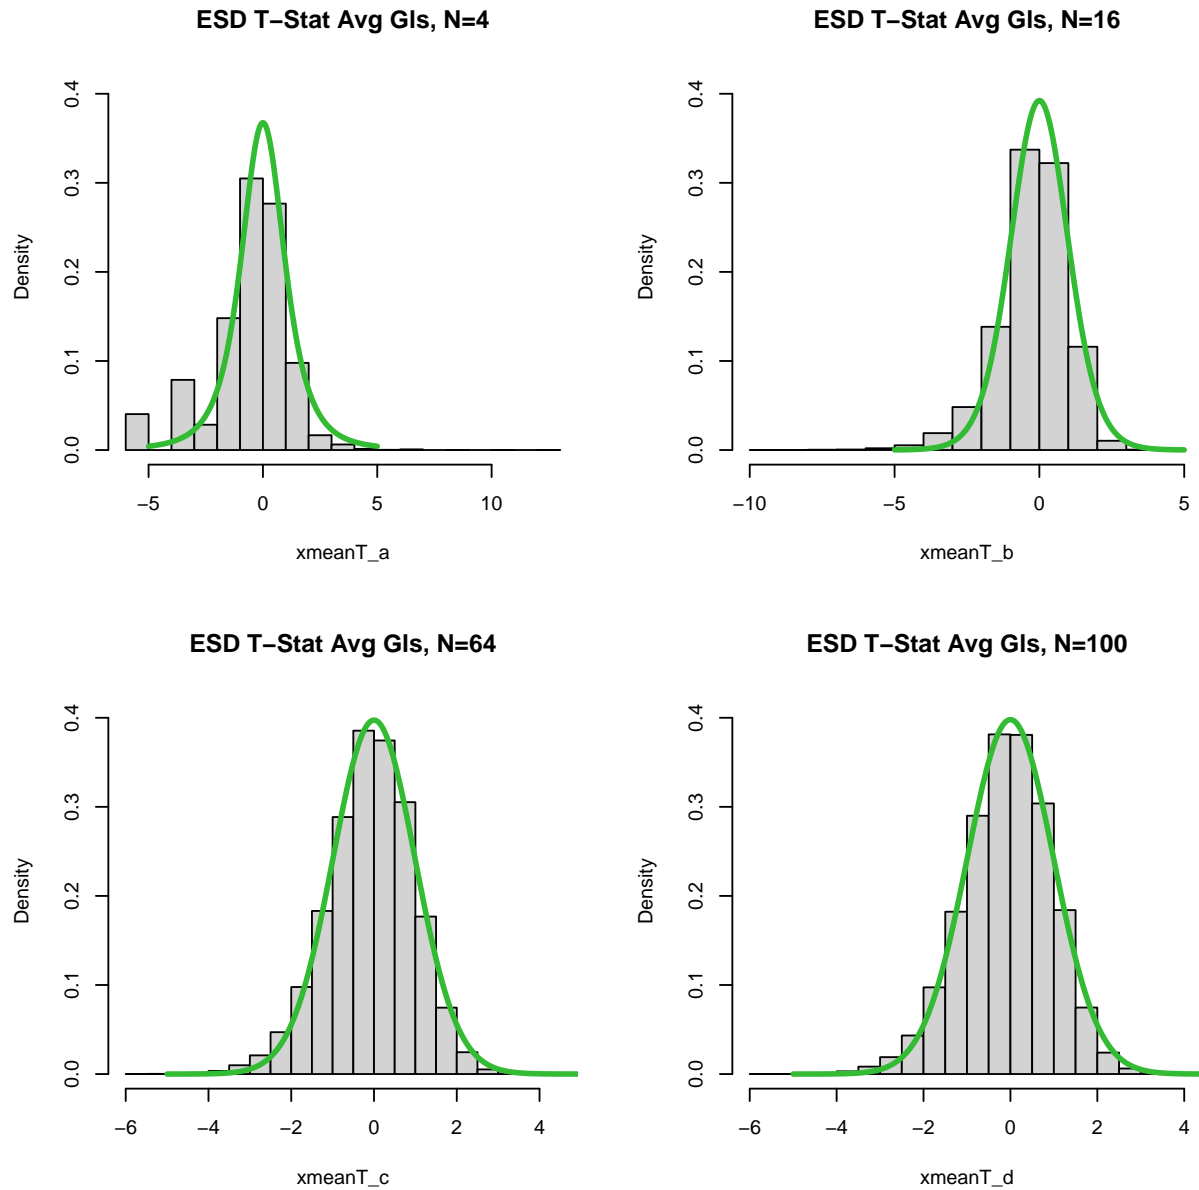 ESD T−Stat Avg Gls, N=4
Density
0.0 0.1 0.2 0.3 0.4
−5 0 5 10
xmeanT_a
ESD T−Stat Avg Gls, N=16
Density
0.0 0.1 0.2 0.3 0.4
−10 −5 0 5
xmeanT_b
ESD T−Stat Avg Gls, N=64
Density
0.0 0.1 0.2 0.3 0.4
−6 −4 −2 0 2 4
xmeanT_c
ESD T−Stat Avg Gls, N=100
Density
0.0 0.1 0.2 0.3 0.4
−6 −4 −2 0 2 4
xmeanT_d